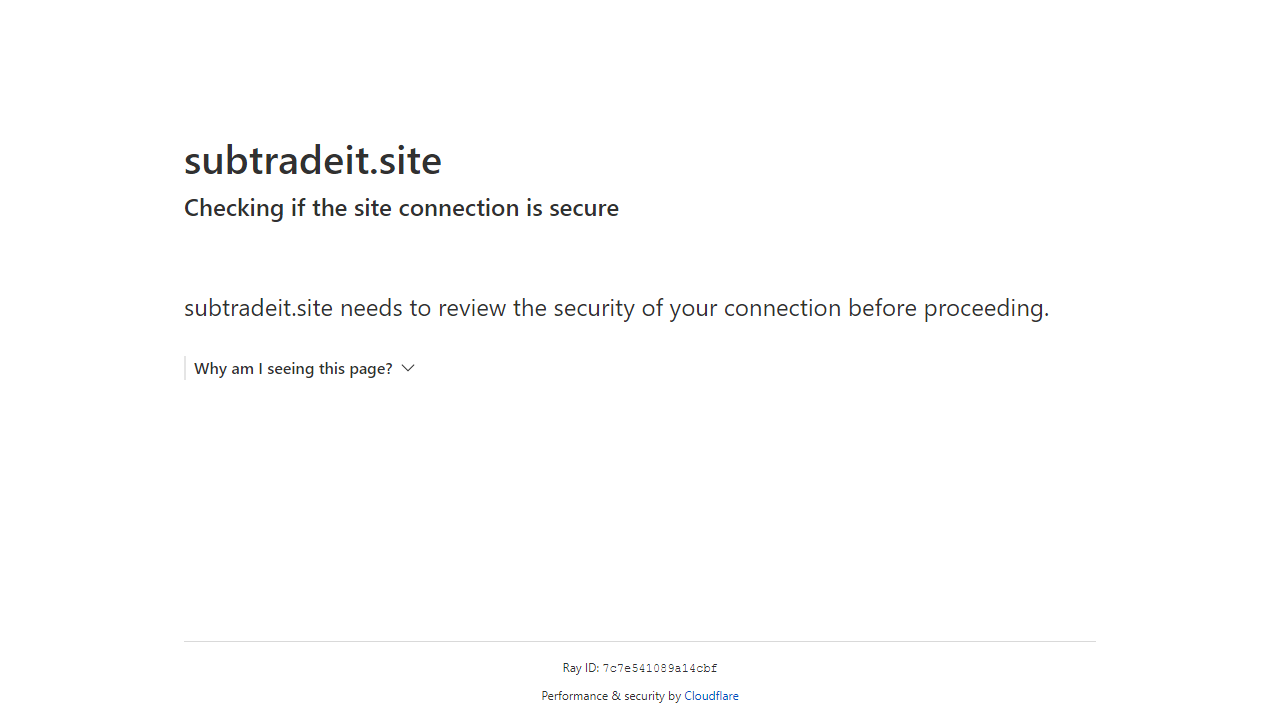 subtradeit.site
Checking if the site connection is secure
subtradeit.site needs to review the security of your connection before proceeding.
Why am I seeing this page?
Ray ID: 7c7e541089a14cbf
Performance & security by Cloudflare